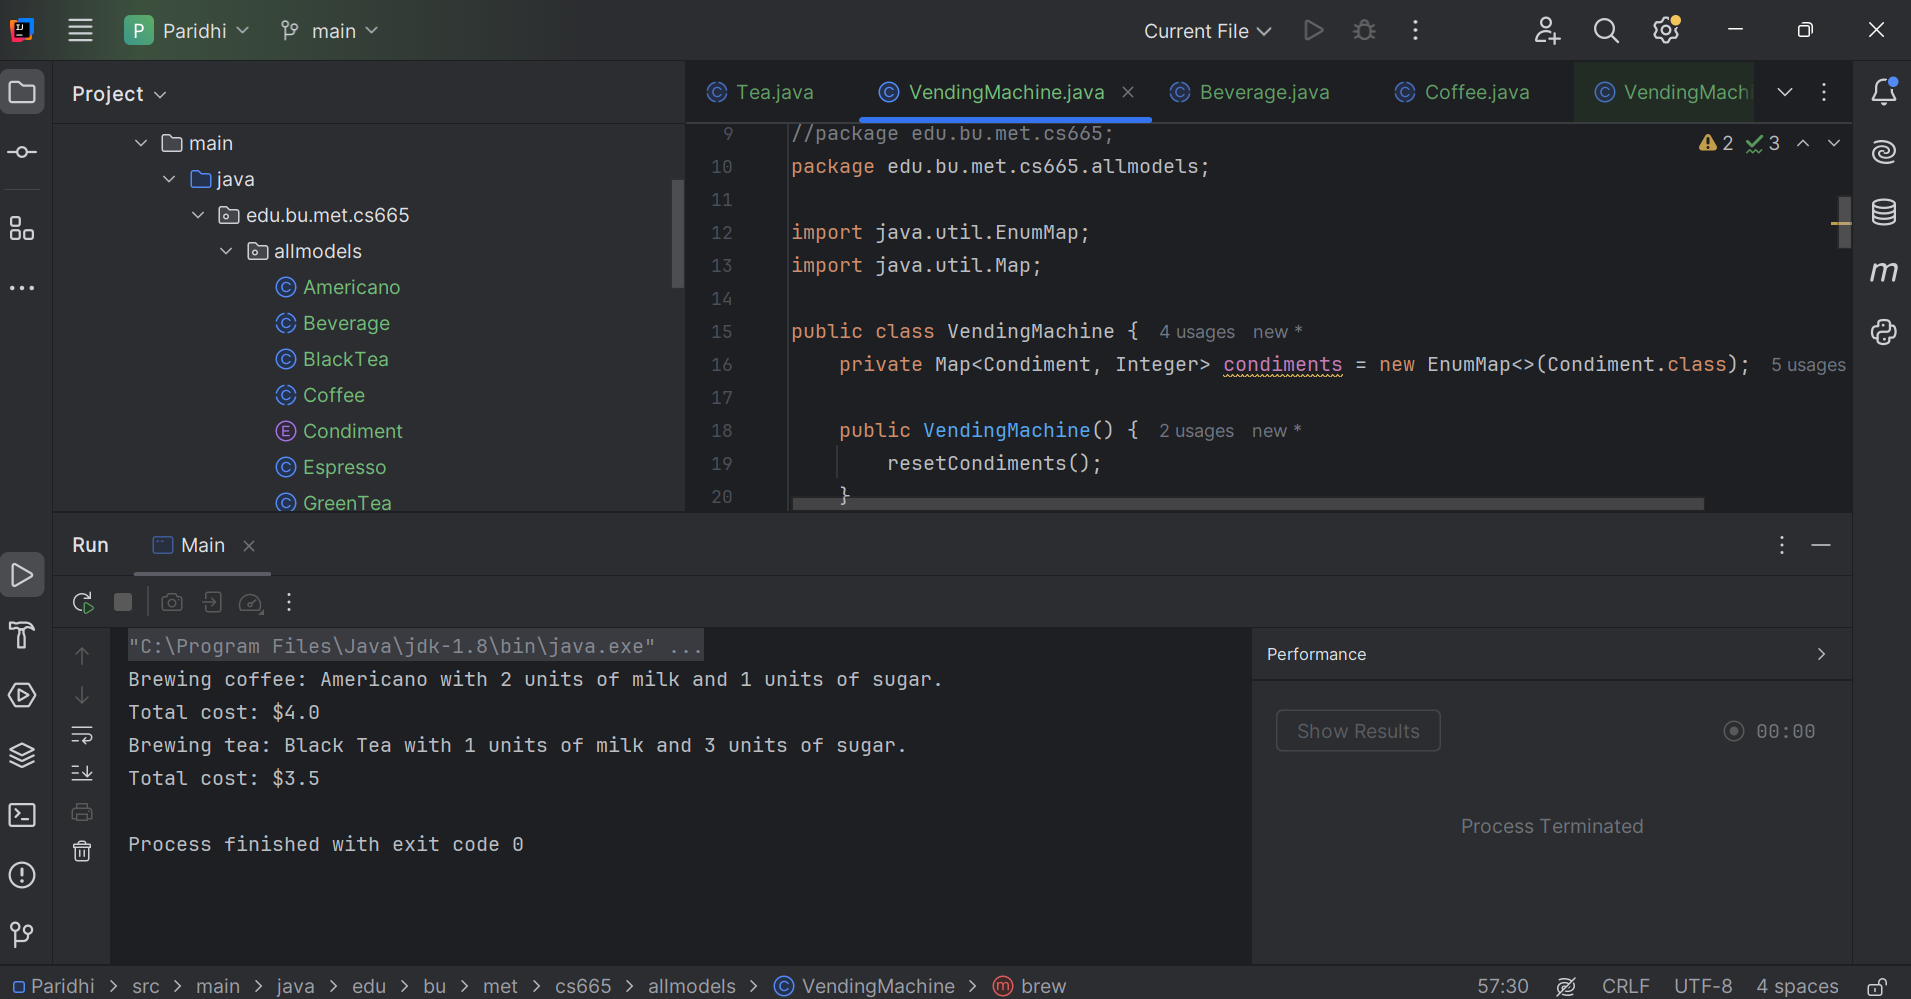 P Paridhi main Current File
Project
main
java
edu.bu.met.cs665
allmodels
C Americano
C Beverage
C BlackTea
C Coffee
E Condiment
C Espresso
C GreenTea
C Tea.java C VendingMachine.java C Beverage.java C Coffee.java C VendingMachi
2 3
9 //package edu.bu.met.cs665;
10 package edu.bu.met.cs665.allmodels;
11
12 import java.util.EnumMap;
13 import java.util.Map;
14
15 public class VendingMachine { 4 usages new *
16 private Map<Condiment, Integer> condiments = new EnumMap<>(Condiment.class); 5 usages
17
18 public VendingMachine() { 2 usages new *
19 resetCondiments();
20 }
m
Run Main
"C:\Program Files\Java\jdk-1.8\bin\java.exe" ...
Brewing coffee: Americano with 2 units of milk and 1 units of sugar.
Total cost: $4.0
Brewing tea: Black Tea with 1 units of milk and 3 units of sugar.
Total cost: $3.5
Process finished with exit code 0
Performance
Show Results 00:00
Process Terminated
Paridhi > src > main > java > edu > bu > met > cs665 > allmodels > C VendingMachine > m brew 57:30 CRLF UTF-8 4 spaces